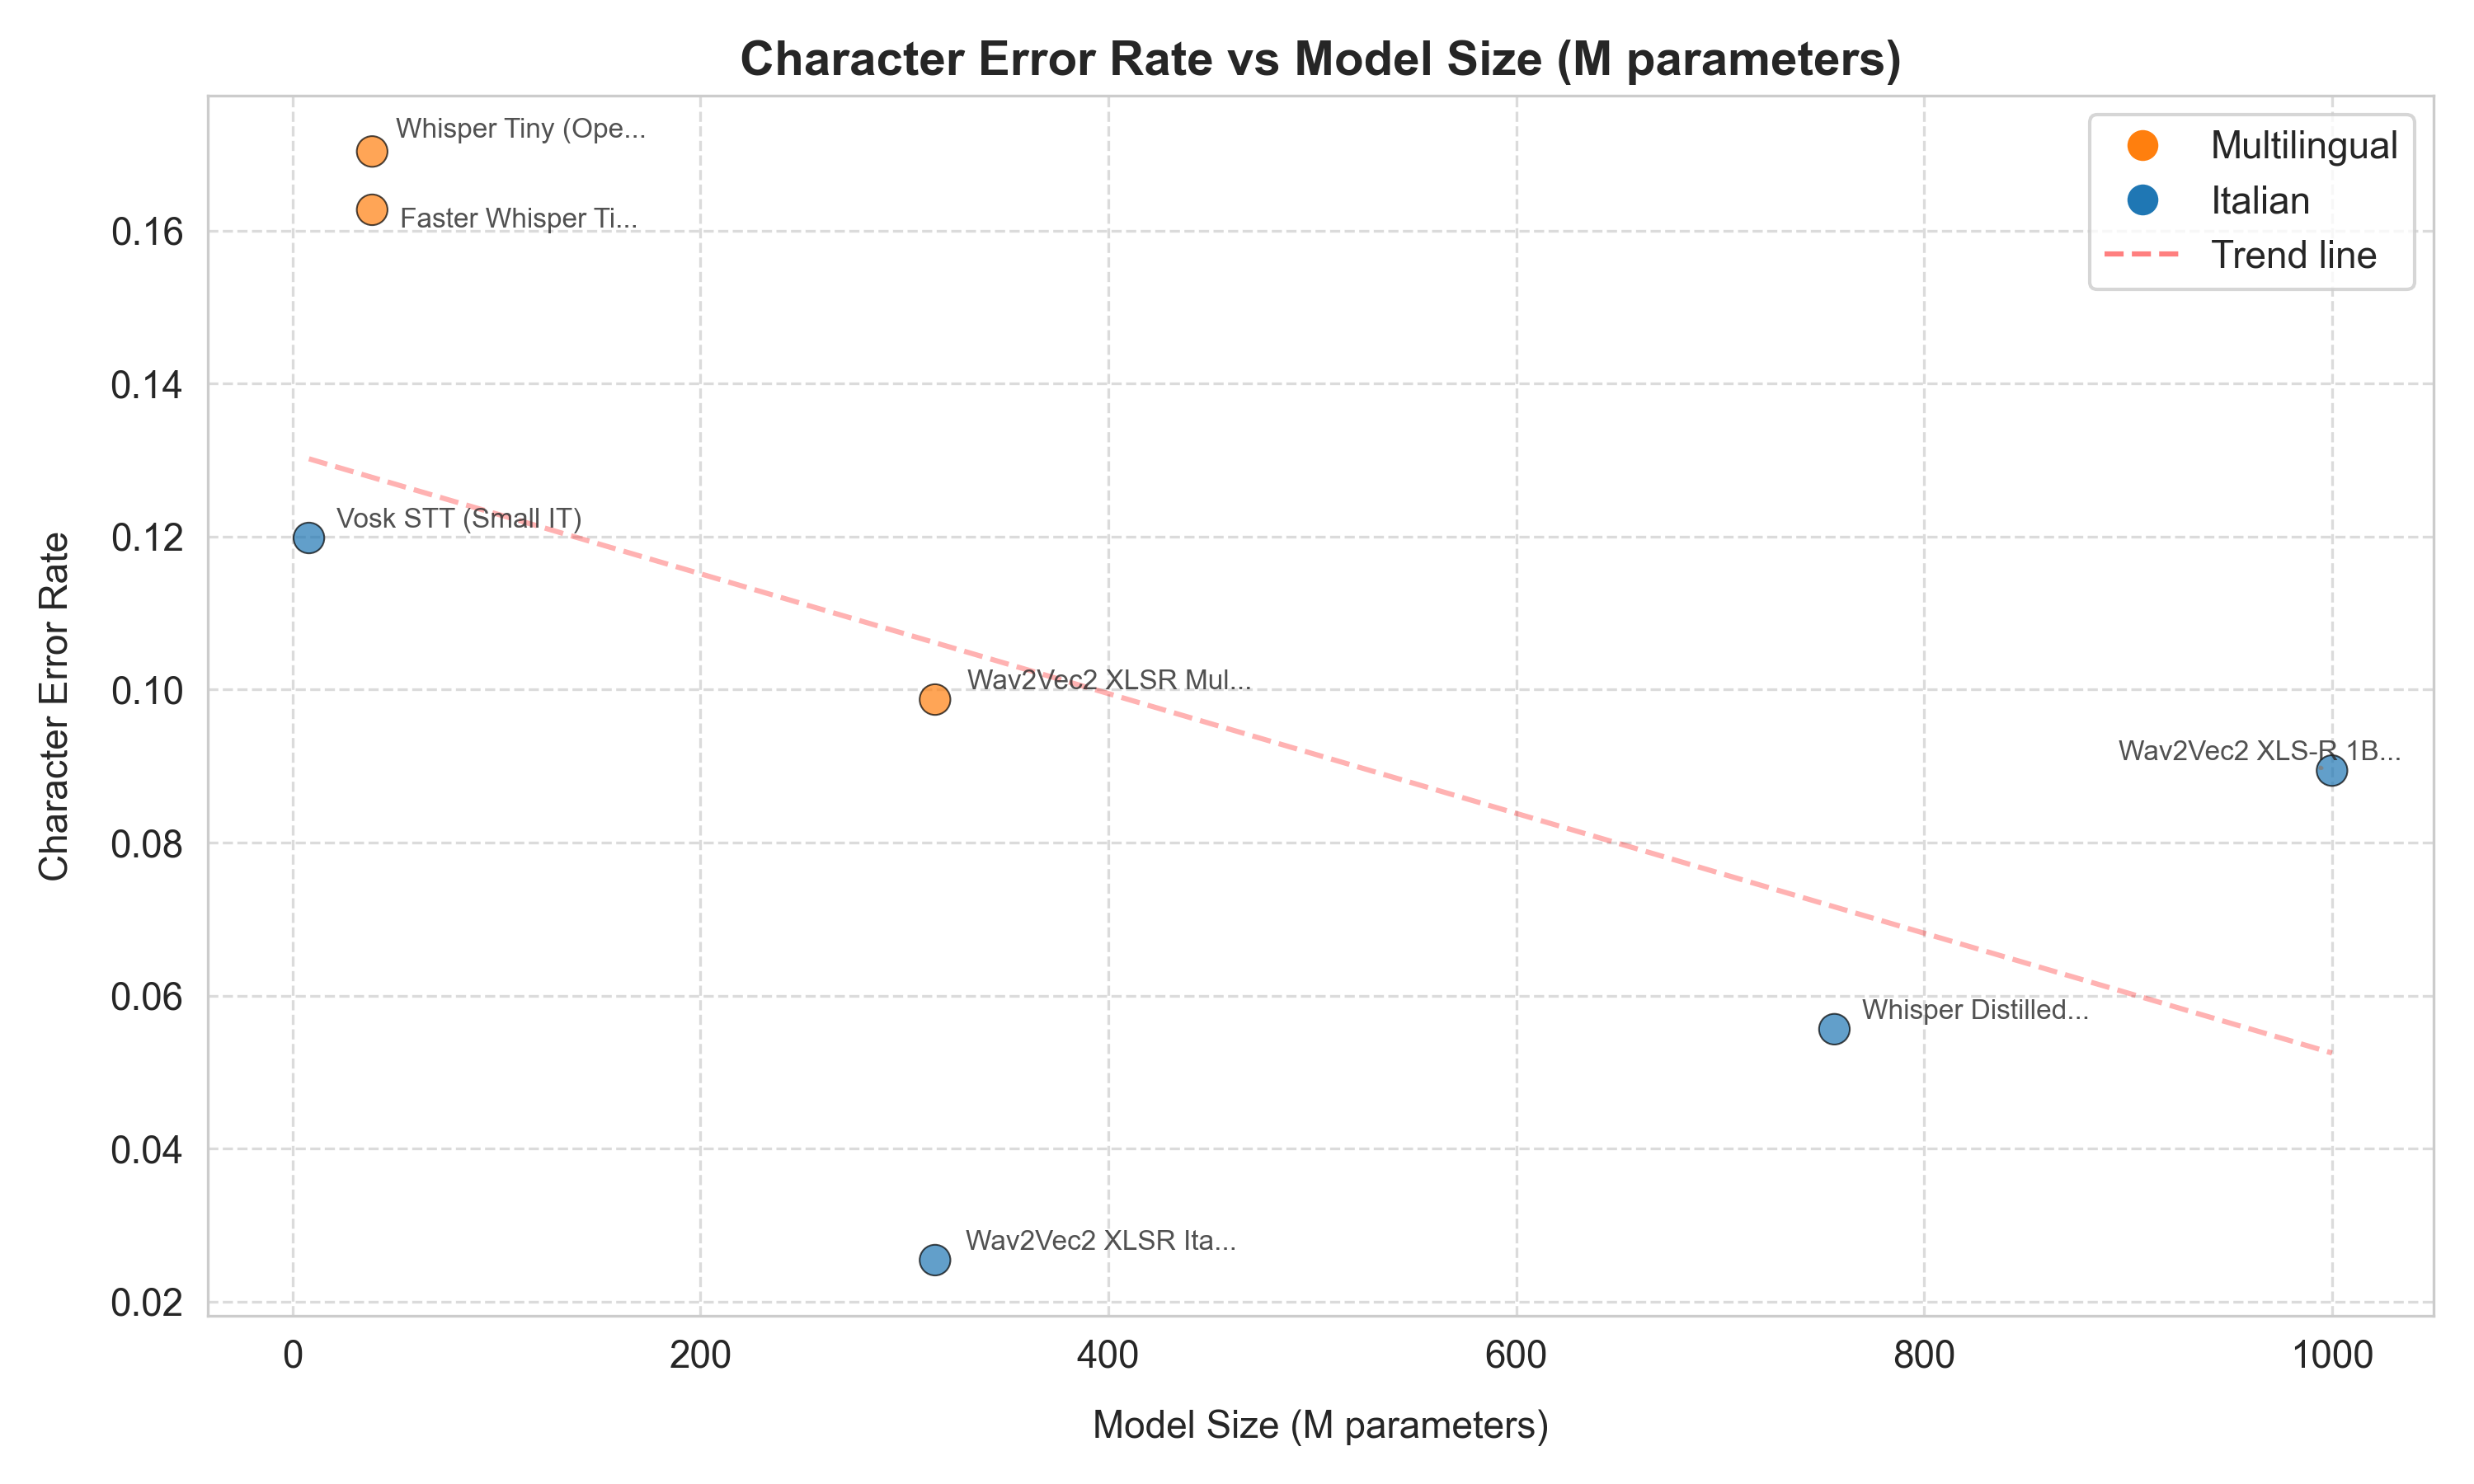 Character Error Rate vs Model Size (M parameters)
Whisper Tiny (Ope...
Faster Whisper Ti...
Vosk STT (Small IT)
Wav2Vec2 XLSR Mul...
Wav2Vec2 XLS-R 1B...
Whisper Distilled...
Wav2Vec2 XLSR Ita...
Multilingual
Italian
Trend line
Character Error Rate
0.16
0.14
0.12
0.10
0.08
0.06
0.04
0.02
0
200
400
600
800
1000
Model Size (M parameters)